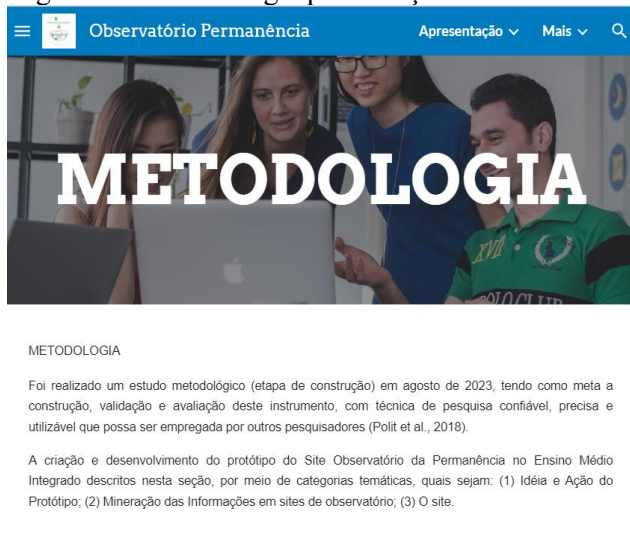 Observatório Permanência
Apresentação
Mais
METODOLOGIA
METODOLOGIA
Foi realizado um estudo metodológico (etapa de construção) em agosto de 2023, tendo como meta a
construção, validação e avaliação deste instrumento, com técnica de pesquisa confiável, precisa e
utilizável que possa ser empregada por outros pesquisadores (Polit et al., 2018).
A criação e desenvolvimento do protótipo do Site Observatório da Permanência no Ensino Médio
Integrado descritos nesta seção, por meio de categorias temáticas, quais sejam: (1) Idéia e Ação do
Protótipo; (2) Mineração das Informações em sites de observatório; (3) O site.